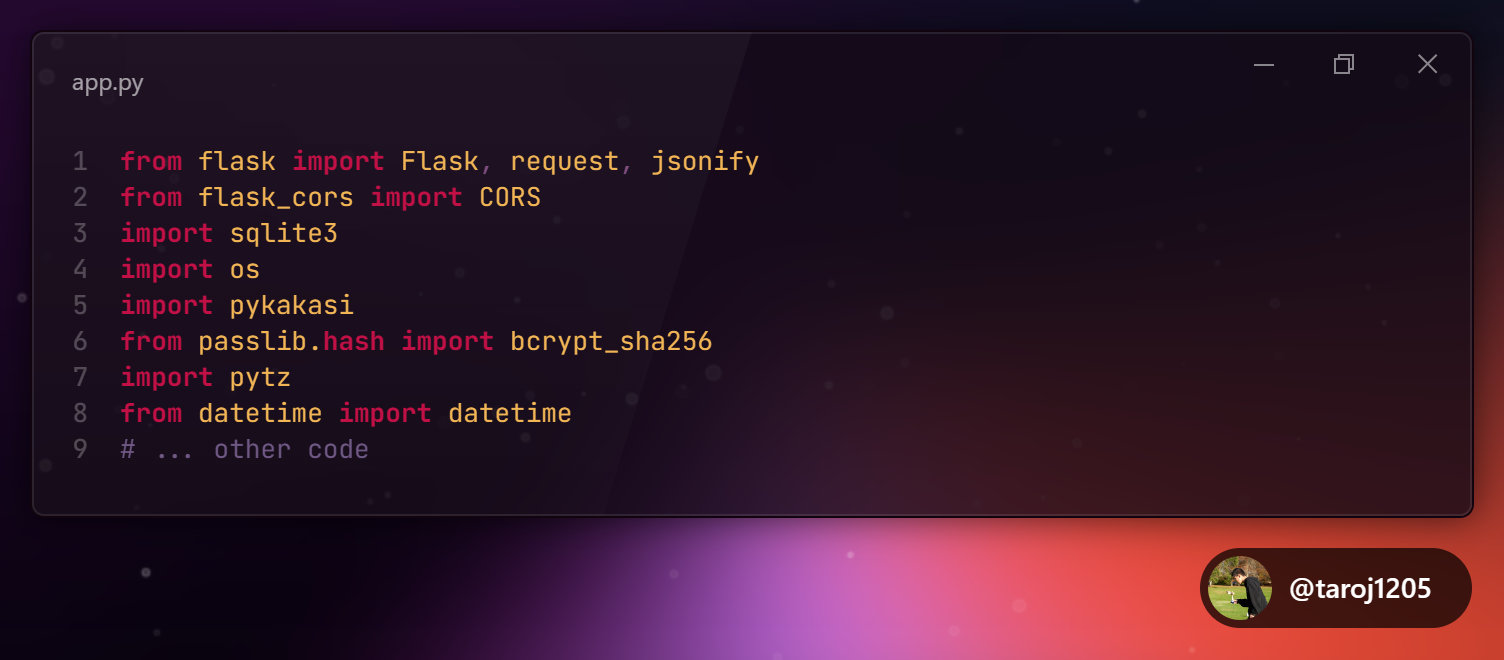 app.py
1 from flask import Flask, request, jsonify
2 from flask_cors import CORS
3 import sqlite3
4 import os
5 import pykakasi
6 from passlib.hash import bcrypt_sha256
7 import pytz
8 from datetime import datetime
9 # ... other code
@taroj1205